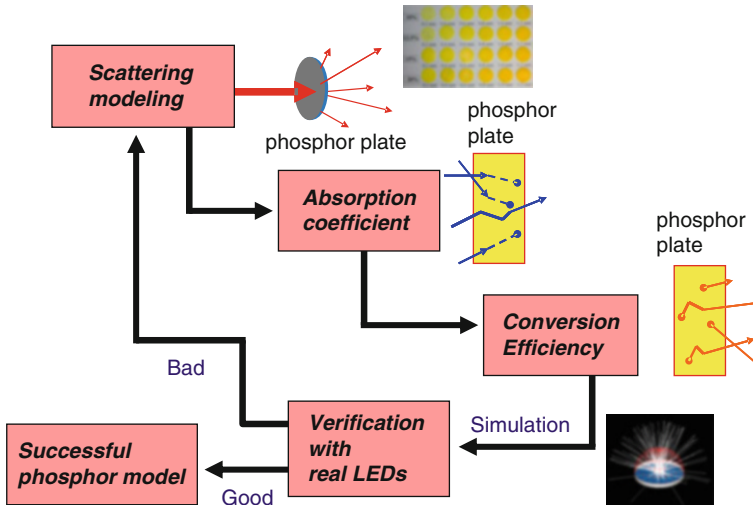 Scattering
modeling
phosphor plate
phosphor
plate
Absorption
coefficient
phosphor
plate
Conversion
Efficiency
Bad
Simulation
Verification
with
real LEDs
Successful
phosphor model
Good